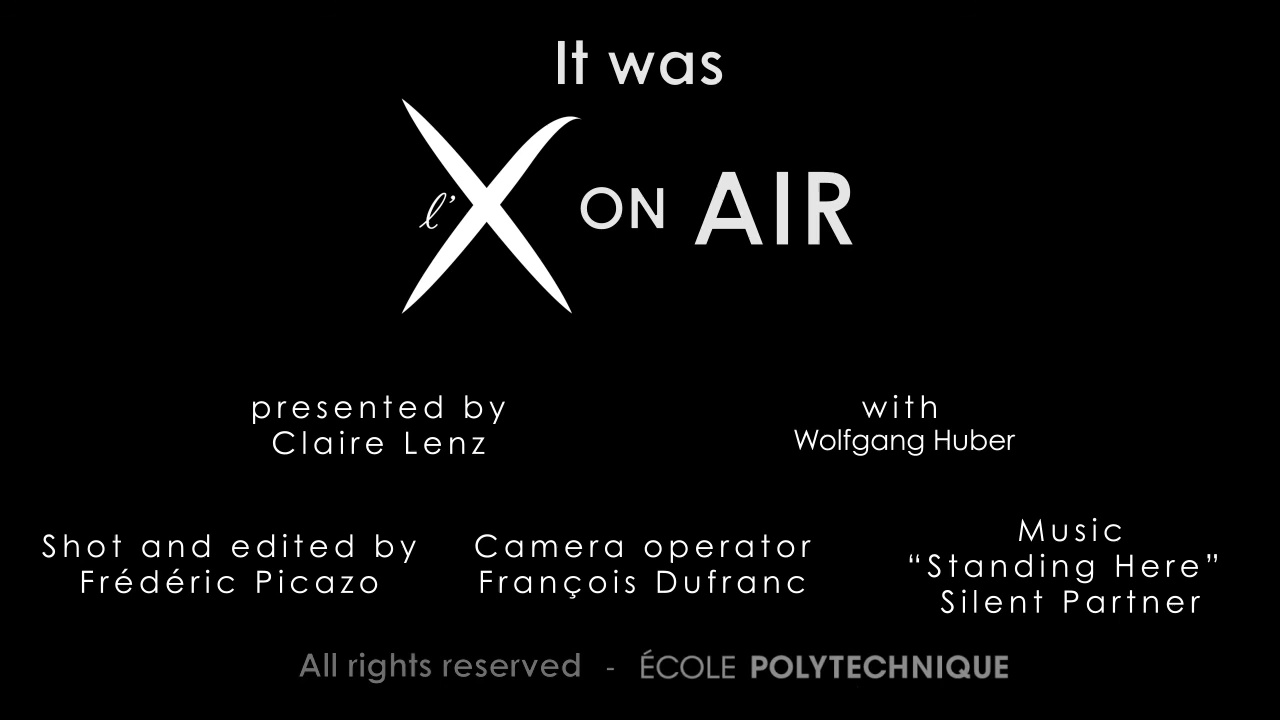 It was
l’X ON AIR
presented by
Claire Lenz
with
Wolfgang Huber
Shot and edited by
Frédéric Picazo
Camera operator
François Dufranc
Music
“Standing Here”
Silent Partner
All rights reserved - ÉCOLE POLYTECHNIQUE